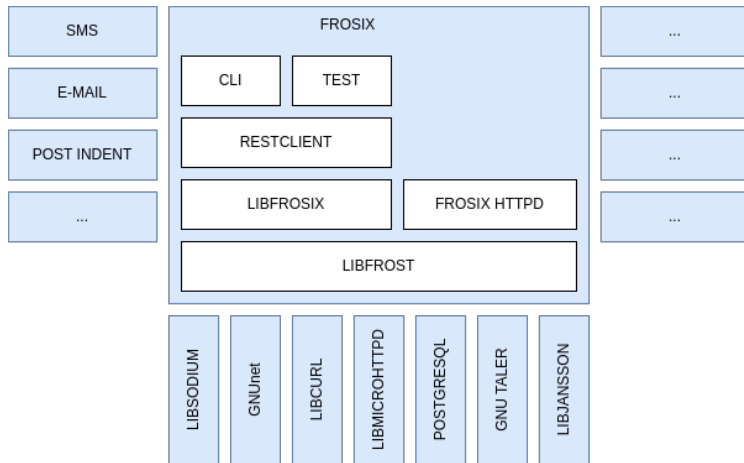 SMS
E-MAIL
POST INDENT
...
FROSIX
CLI
TEST
RESTCLIENT
LIBFROSIX
FROSIX HTTPD
LIBFROST
...
...
...
...
LIBSODIUM
GNUnet
LIBCURL
LIBMICROHTTPD
POSTGRESQL
GNU TALER
LIBJANSSON